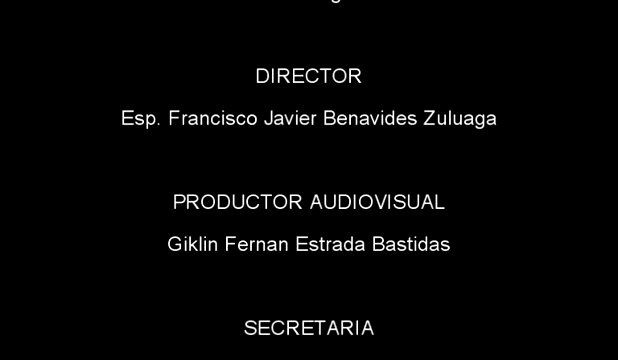 DIRECTOR
Esp. Francisco Javier Benavides Zuluaga
PRODUCTOR AUDIOVISUAL
Giklin Fernan Estrada Bastidas
SECRETARIA